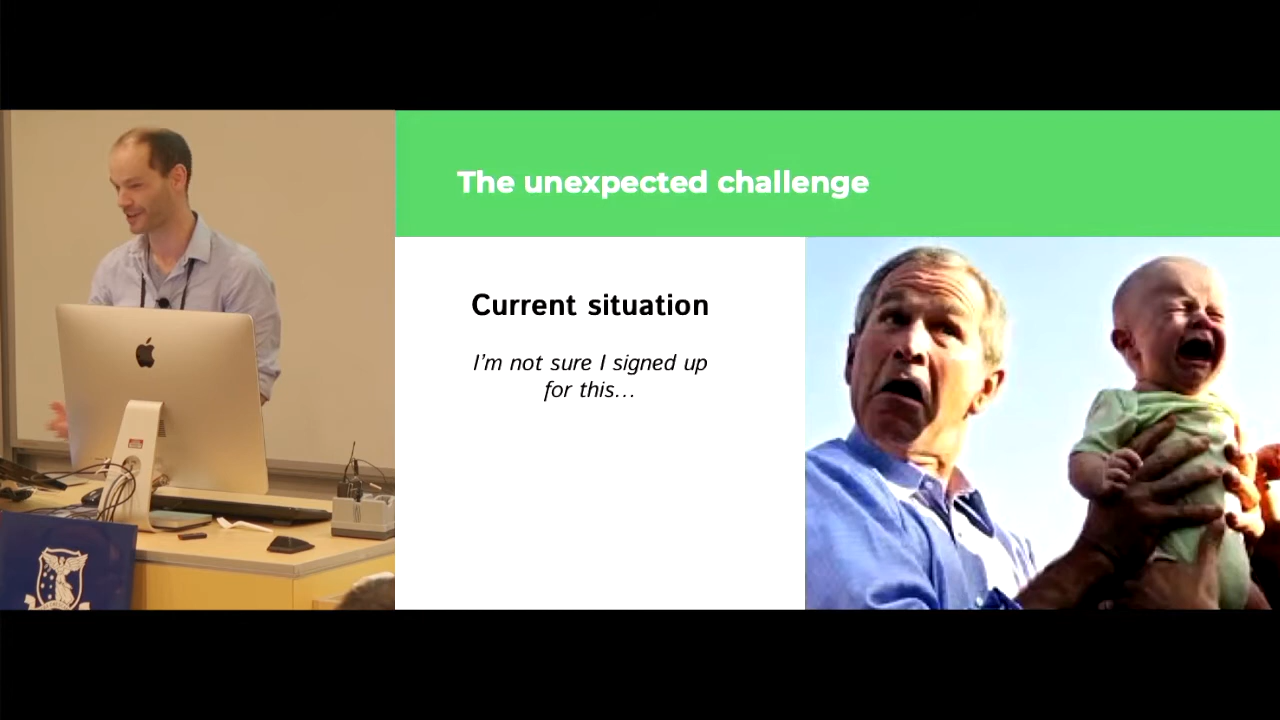 The unexpected challenge
Current situation
I'm not sure I signed up
for this...